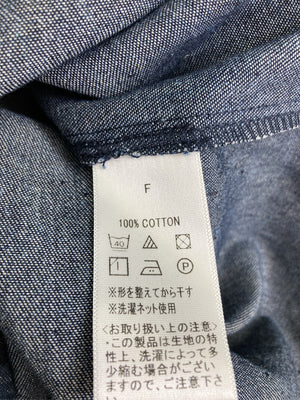 F
100% COTTON
40
P
※形を整えてから干す
※洗濯ネット使用
<お取り扱い上の注意>
・この製品は生地の特
性上、洗濯によって多
少縮む場合がござい
ますのでご注意下さい